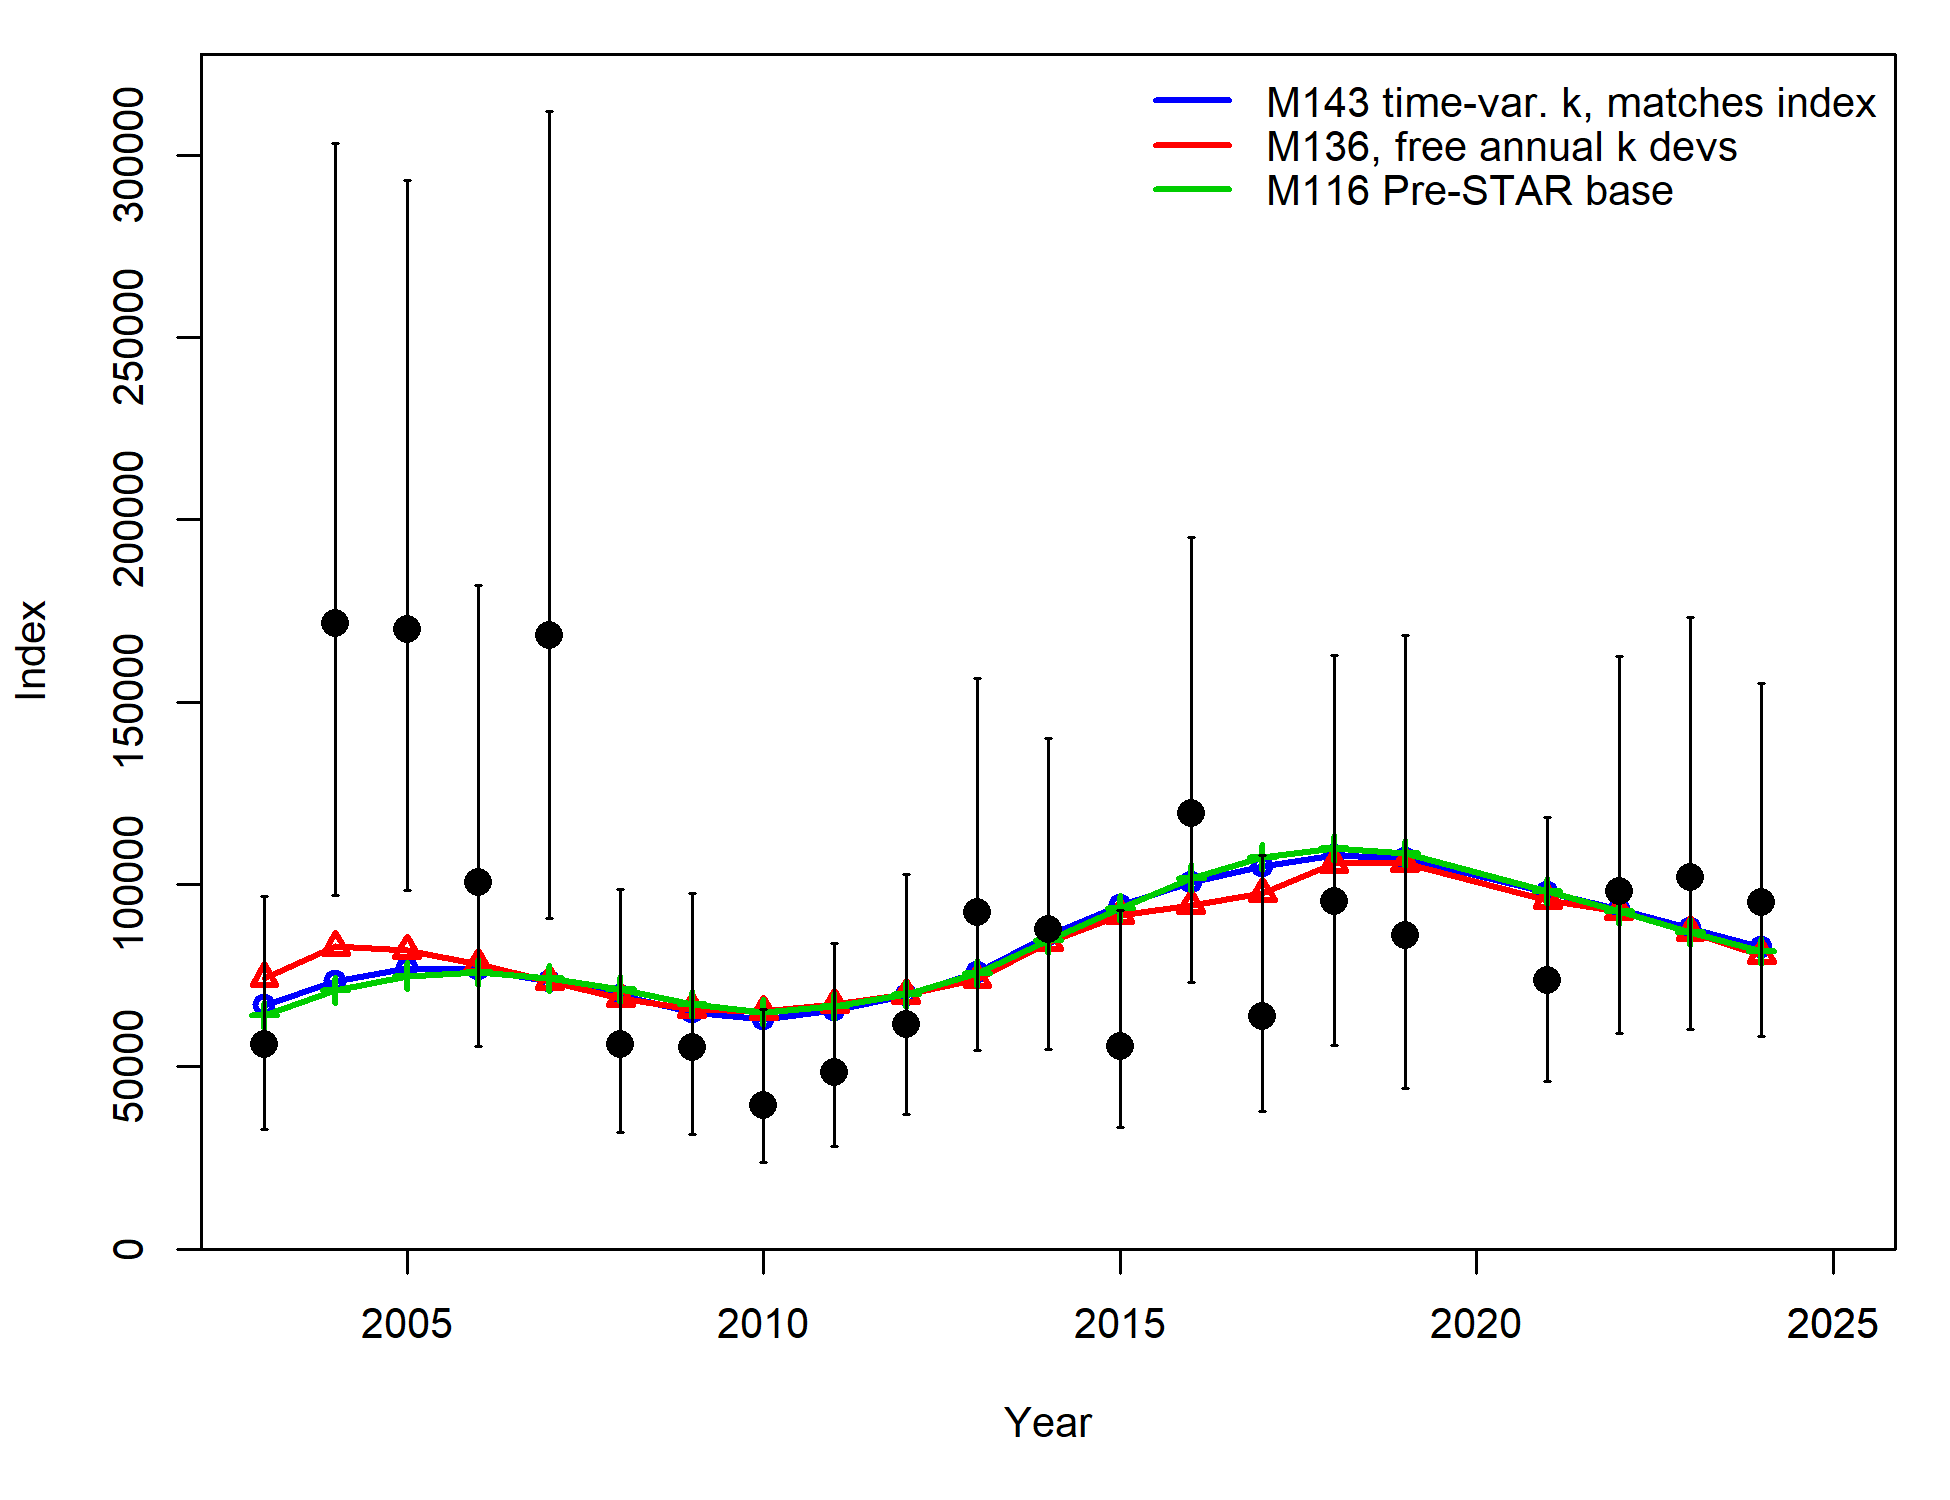 M143 time-var. k, matches index
M136, free annual k devs
M116 Pre-STAR base
Index
300000
250000
200000
150000
100000
50000
0
2005 2010 2015 2020 2025
Year